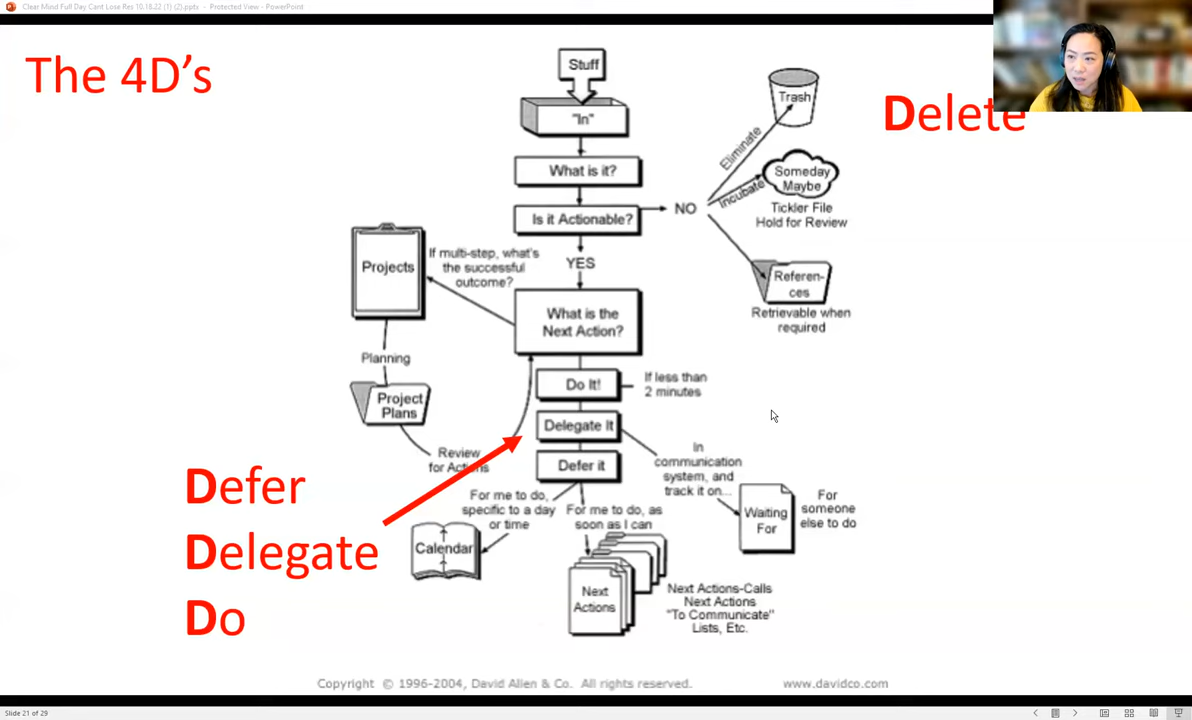 Clear Mind Full Day Cant Lose Res 10.18.22 (1) (2).ppts - Protected View - PowerPoint
The 4D's
Delete
Stuff
"In"
What is it?
Is it Actionable?
NO
Eliminate
Trash
Incubate
Someday
Maybe
Tickler File
Hold for Review
Referen-
ces
Retrievable when
required
YES
If multi-step, what's
the successful
outcome?
Projects
Planning
Project
Plans
Review
for Actions
What is the
Next Action?
Do It!
If less than
2 minutes
Delegate It
In
communication
system, and
track it on...
Waiting
For
For
someone
else to do
Defer it
For me to do,
specific to a day
or time
Calendar
For me to do, as
soon as I can
Next
Actions
Next Actions-Calls
Next Actions
"To Communicate"
Lists, Etc.
Defer
Delegate
Do
Copyright © 1996-2004, David Allen & Co. All rights reserved.
www.davidco.com
Slide 21 of 29